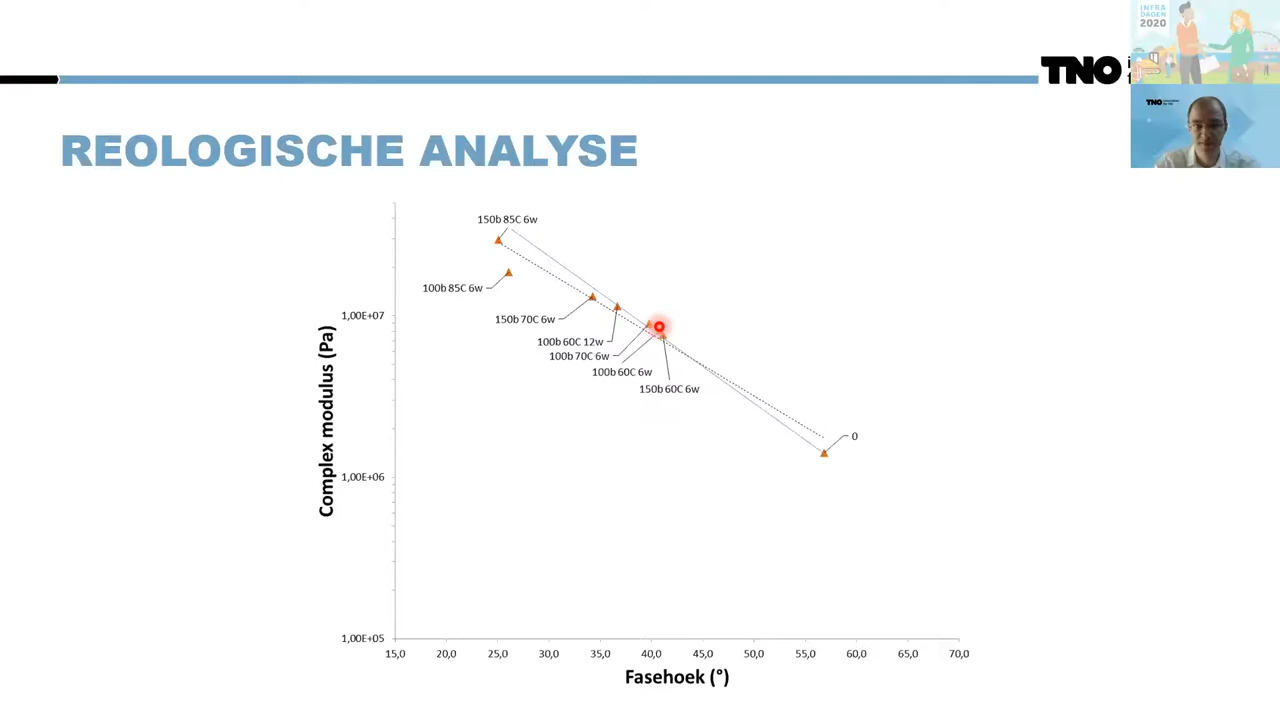 INFRA
DAGEN
2020
TNO
TNO
REOLOGISCHE ANALYSE
150b 85C 6w
100b 85C 6w
150b 70C 6w
100b 60C 12w
100b 70C 6w
100b 60C 6w
150b 60C 6w
0
1,00E+07
1,00E+06
1,00E+05
Complex modulus (Pa)
15,0 20,0 25,0 30,0 35,0 40,0 45,0 50,0 55,0 60,0 65,0 70,0
Fasehoek (°)